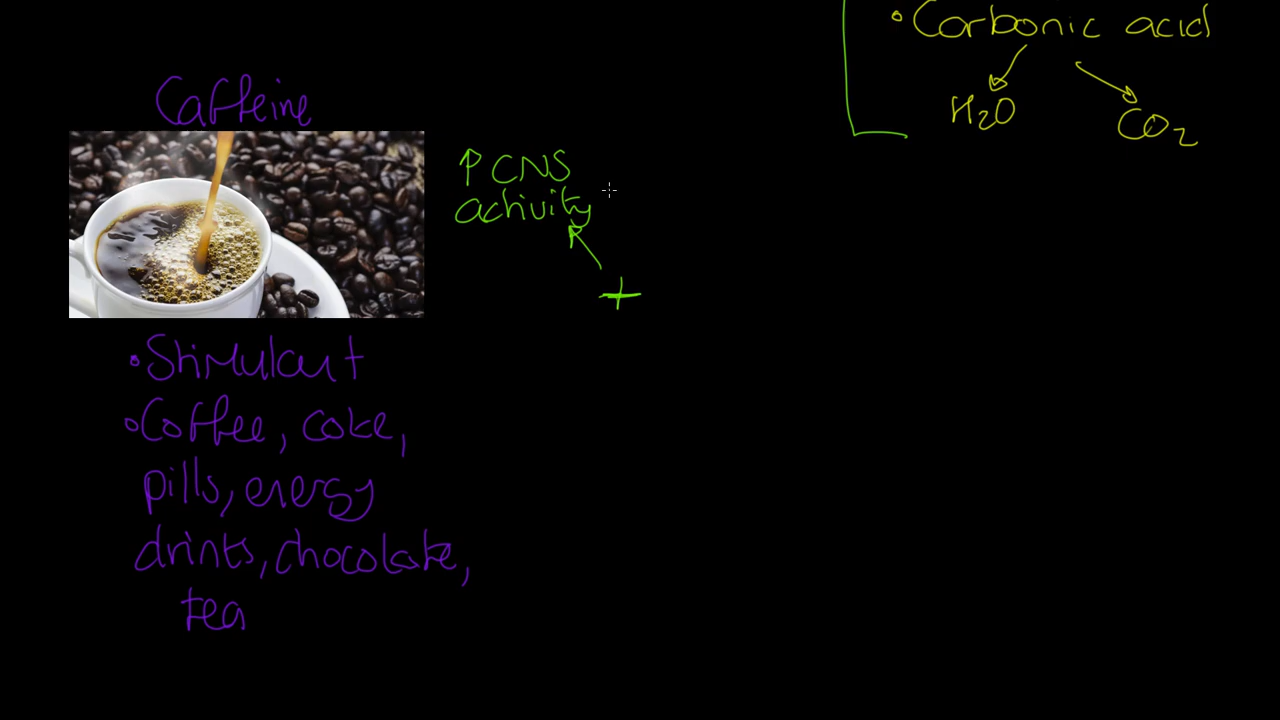 • Carbonic acid
H₂O CO₂
Caffeine
↑ CNS
activity
+
• Stimulant
• Coffee, coke,
pills, energy
drinks, chocolate,
tea